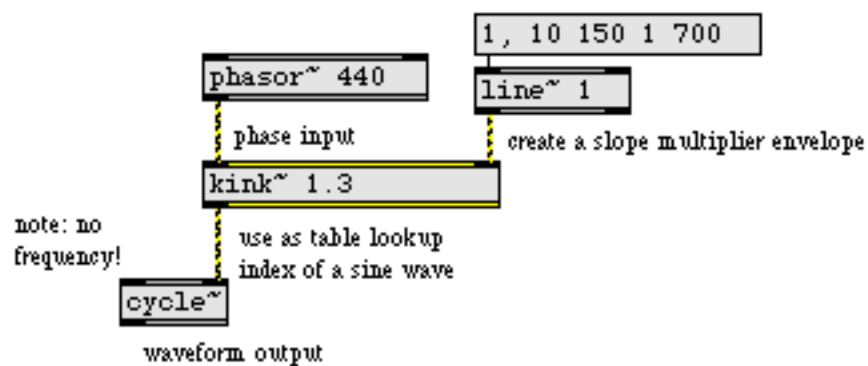 1, 10 150 1 700
phasor~ 440
line~ 1
phase input
create a slope multiplier envelope
kink~ 1.3
note: no
frequency!
use as table lookup
index of a sine wave
cycle~
waveform output